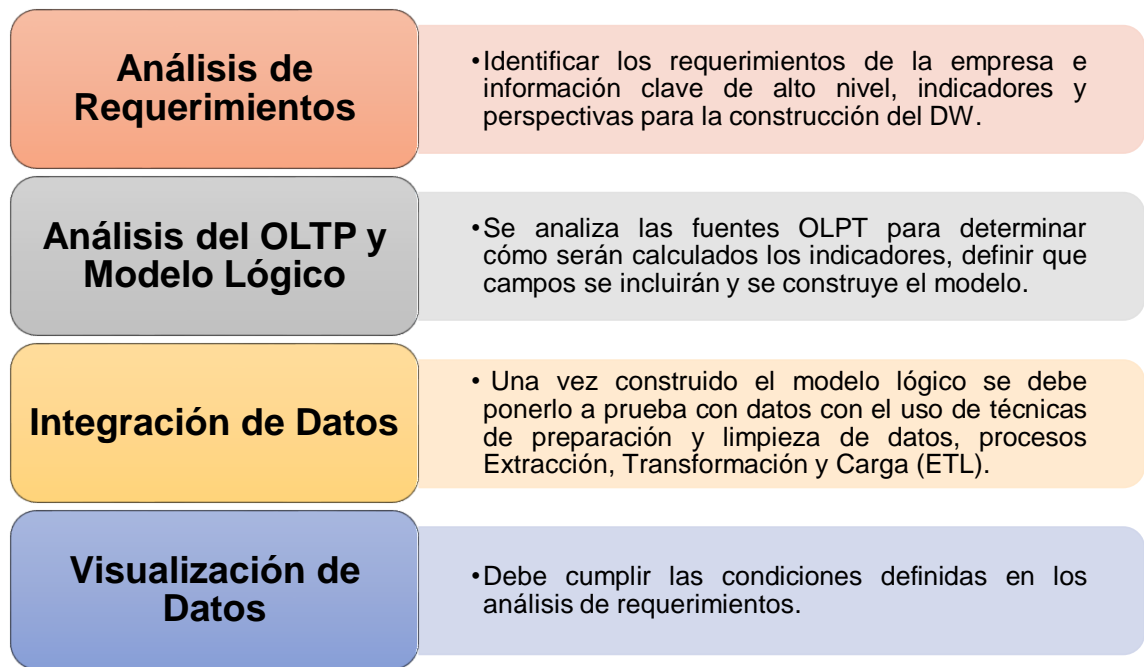 Análisis de
Requerimientos
•Identificar los requerimientos de la empresa e
información clave de alto nivel, indicadores y
perspectivas para la construcción del DW.
Análisis del OLTP y
Modelo Lógico
•Se analiza las fuentes OLPT para determinar
cómo serán calculados los indicadores, definir que
campos se incluirán y se construye el modelo.
Integración de Datos
• Una vez construido el modelo lógico se debe
ponerlo a prueba con datos con el uso de técnicas
de preparación y limpieza de datos, procesos
Extracción, Transformación y Carga (ETL).
Visualización de
Datos
•Debe cumplir las condiciones definidas en los
análisis de requerimientos.